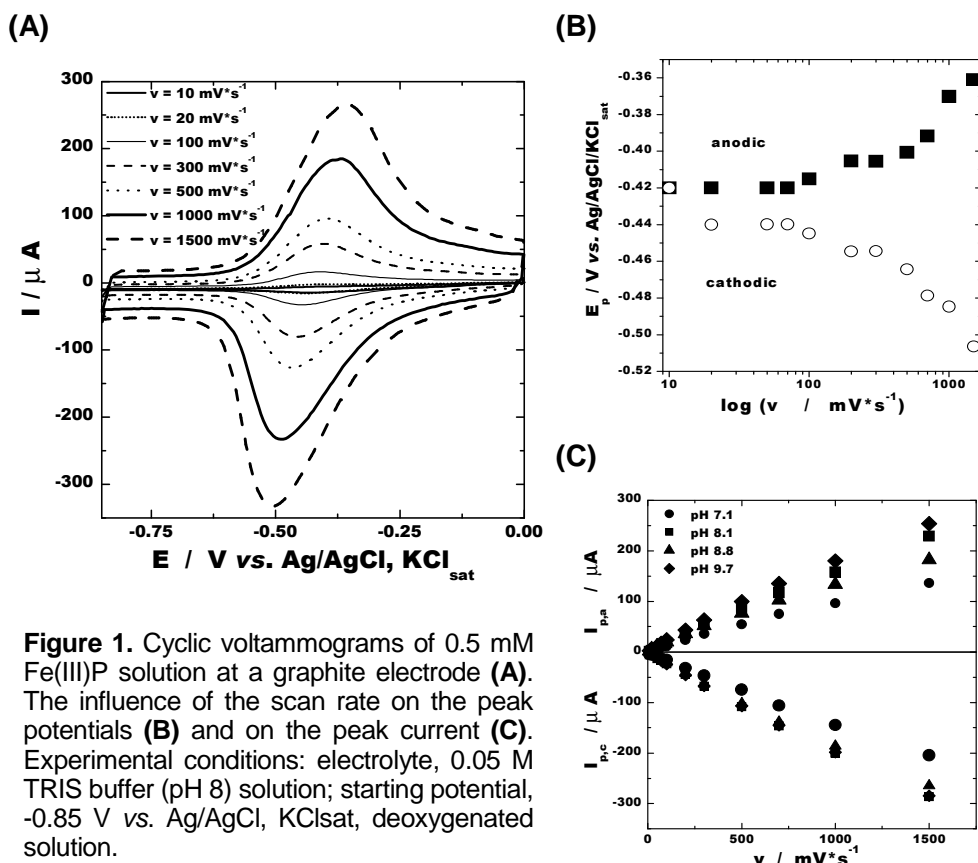 (A)
300
200
100
0
-100
-200
-300
I / µ A
v = 10 mV*s-1
v = 20 mV*s-1
v = 100 mV*s-1
v = 300 mV*s-1
v = 500 mV*s-1
v = 1000 mV*s-1
v = 1500 mV*s-1
-0.75
-0.50
-0.25
0.00
E / V vs. Ag/AgCl, KClsat
(B)
-0.36
-0.38
-0.40
-0.42
-0.44
-0.46
-0.48
-0.50
-0.52
Ep / V vs. Ag/AgCl/KClsat
anodic
cathodic
10
100
1000
log (v / mV*s-1)
(C)
300
200
100
0
-100
-200
-300
Ip,a / µA
Ip,c / µ A
pH 7.1
pH 8.1
pH 8.8
pH 9.7
0
500
1000
1500
v / mV*s-1
Figure 1. Cyclic voltammograms of 0.5 mM
Fe(III)P solution at a graphite electrode (A).
The influence of the scan rate on the peak
potentials (B) and on the peak current (C).
Experimental conditions: electrolyte, 0.05 M
TRIS buffer (pH 8) solution; starting potential,
-0.85 V vs. Ag/AgCl, KClsat, deoxygenated
solution.